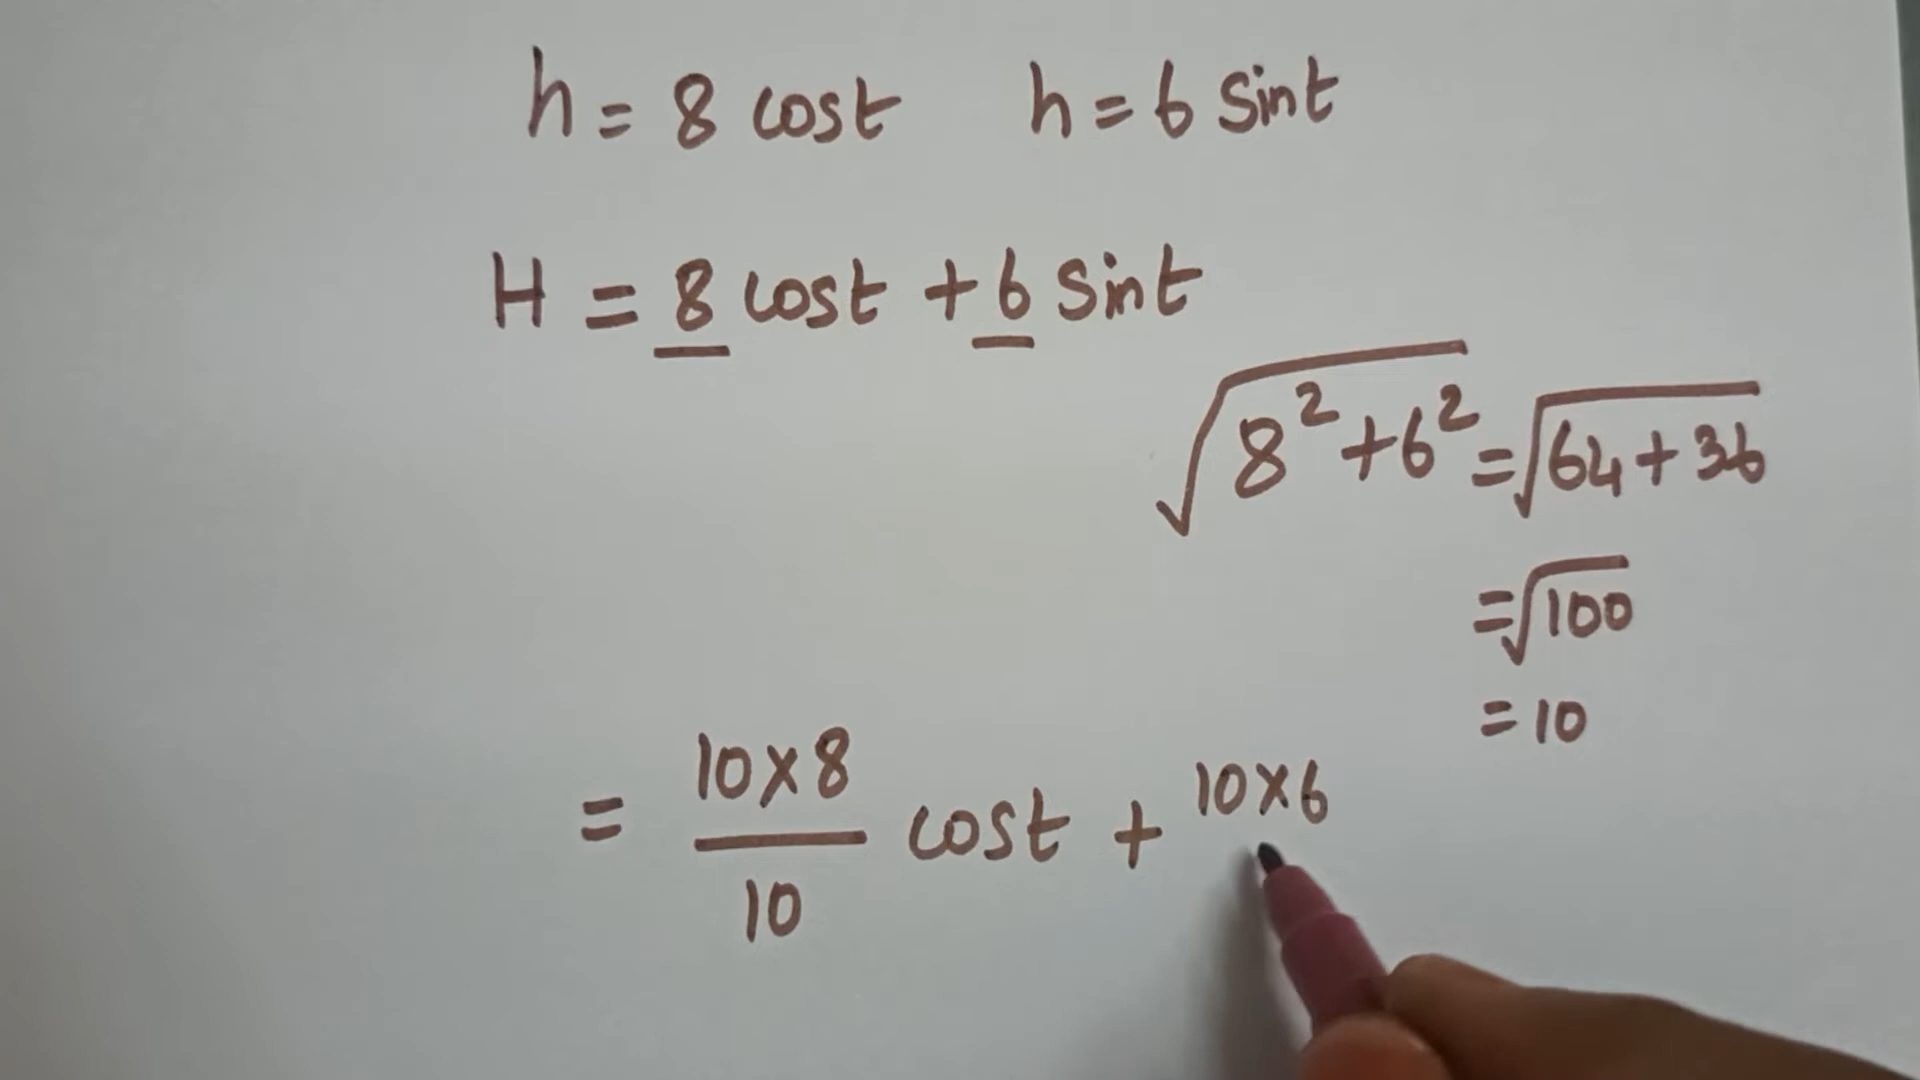 h = 8 cost    h = 6 Sint
H = 8 cost + 6 Sint
√(8² + 6²) = √(64 + 36)
= √100
= 10
= (10×8)/10 cost + 10×6